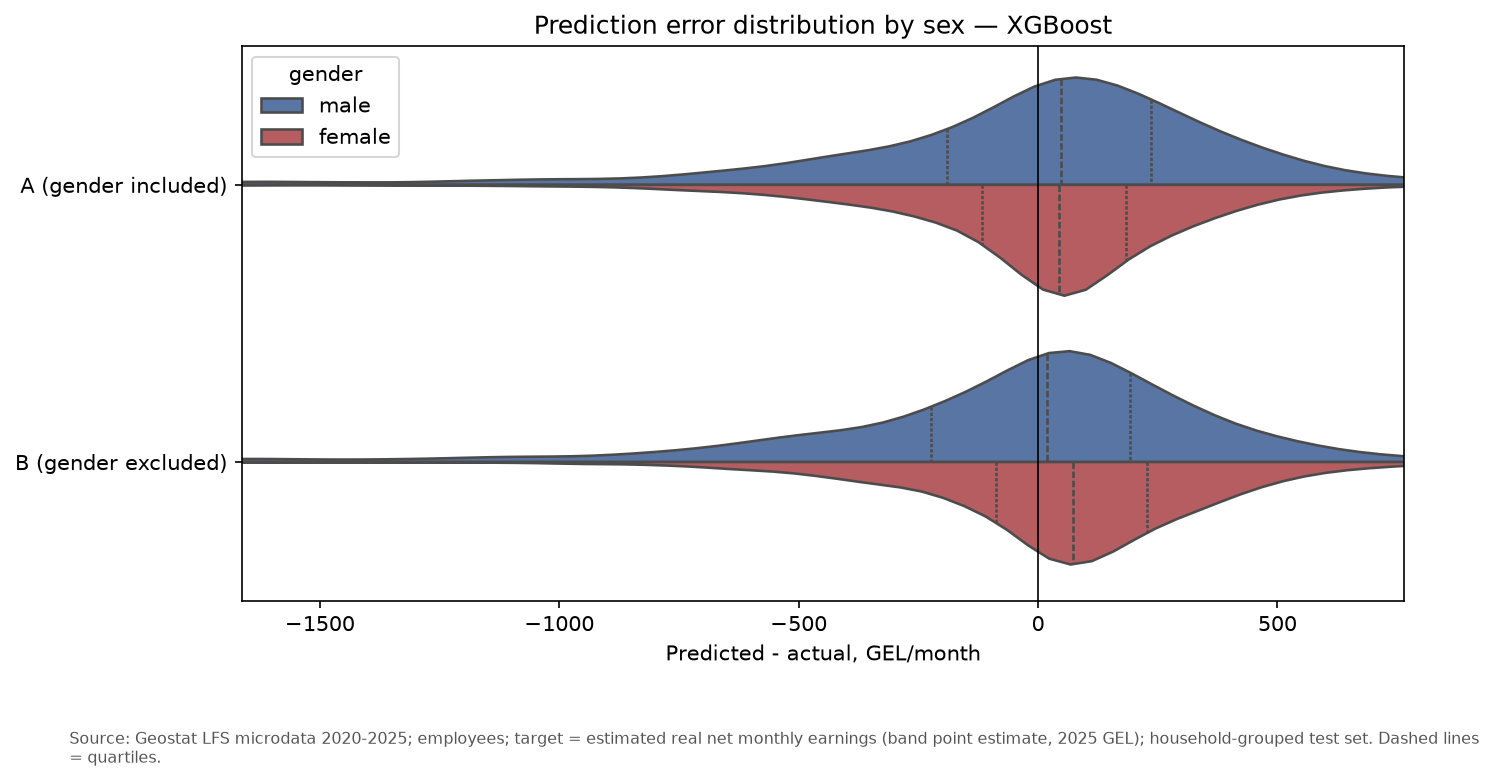 Prediction error distribution by sex — XGBoost
gender
male
female
A (gender included)
B (gender excluded)
−1500
−1000
−500
0
500
Predicted - actual, GEL/month
Source: Geostat LFS microdata 2020-2025; employees; target = estimated real net monthly earnings (band point estimate, 2025 GEL); household-grouped test set. Dashed lines
= quartiles.